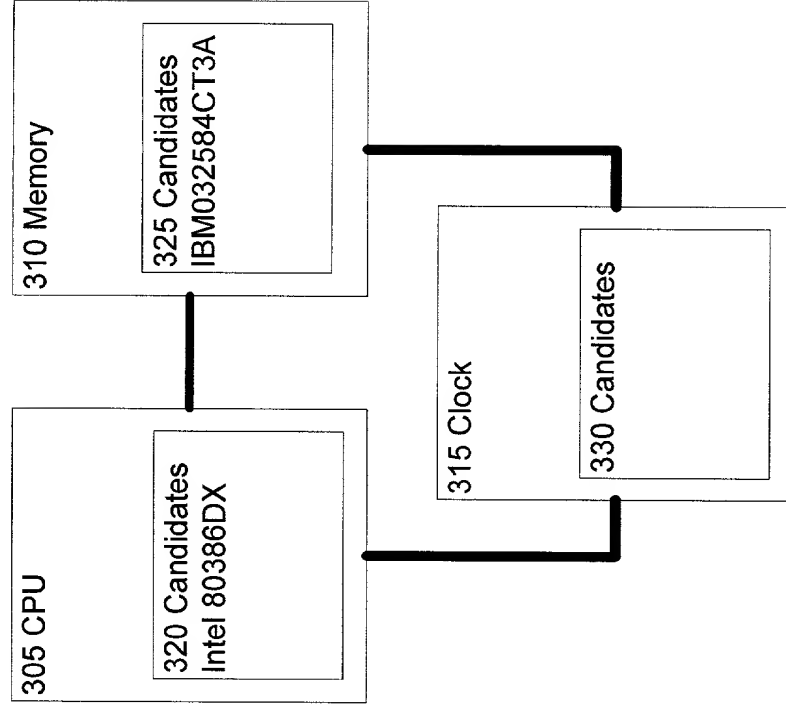 305 CPU
320 Candidates
Intel 80386DX
310 Memory
325 Candidates
IBM032584CT3A
315 Clock
330 Candidates